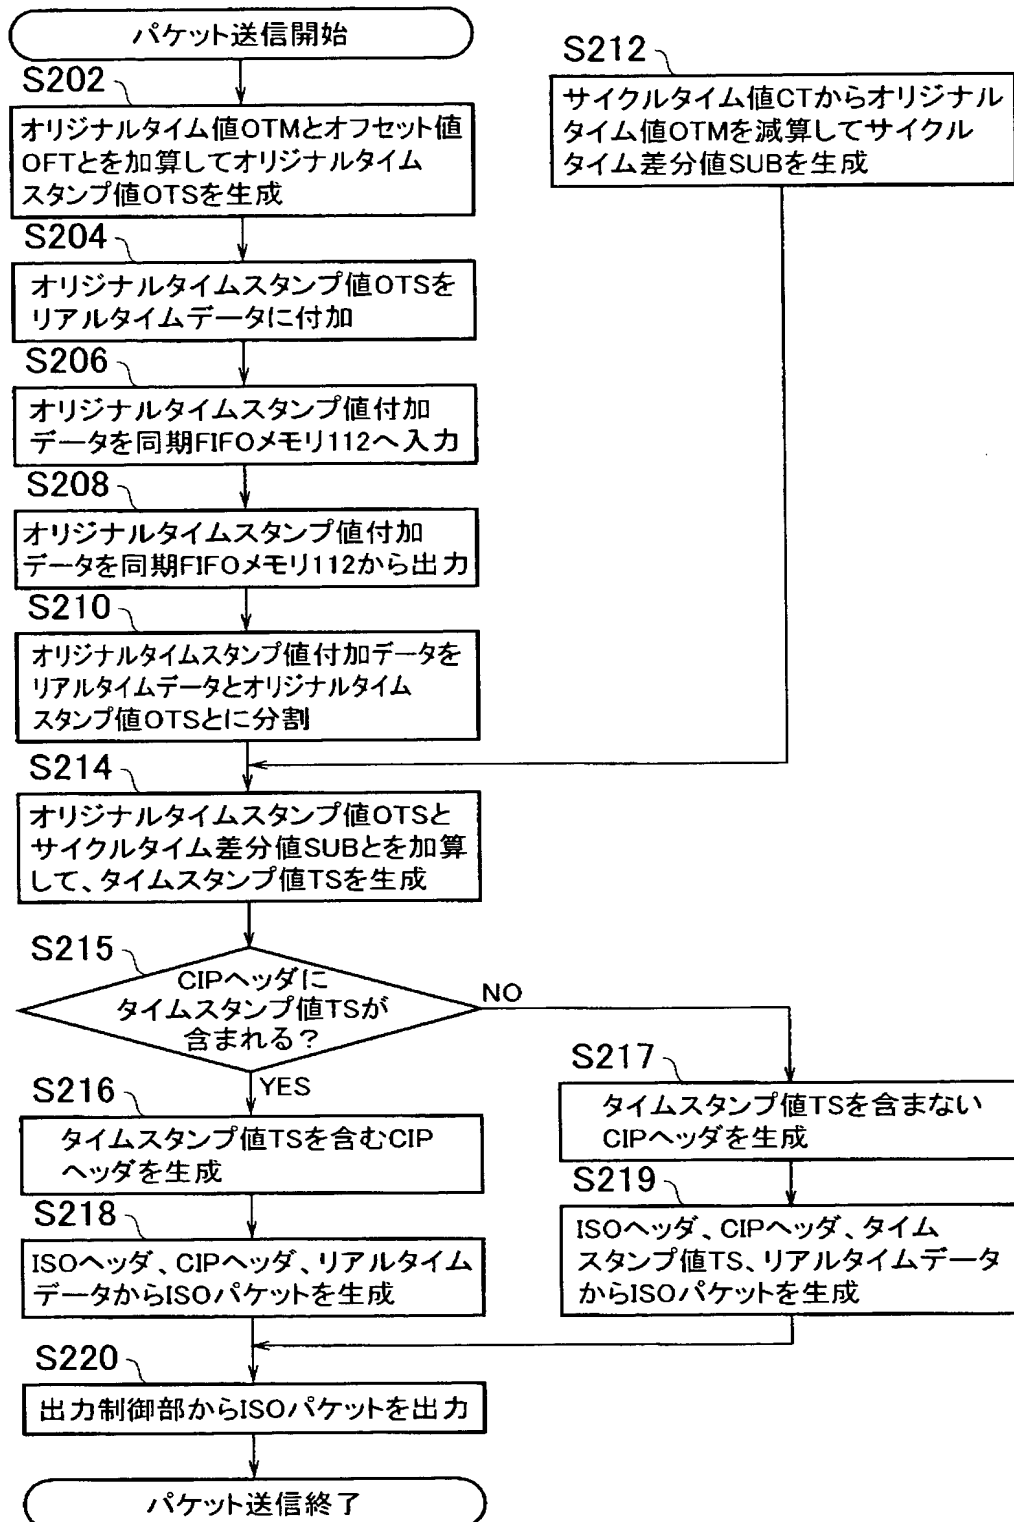 パケット送信開始
S202
オリジナルタイム値OTMとオフセット値
OFTとを加算してオリジナルタイム
スタンプ値OTSを生成
S212
サイクルタイム値CTからオリジナル
タイム値OTMを減算してサイクル
タイム差分値SUBを生成
S204
オリジナルタイムスタンプ値OTSを
リアルタイムデータに付加
S206
オリジナルタイムスタンプ値付加
データを同期FIFOメモリ112へ入力
S208
オリジナルタイムスタンプ値付加
データを同期FIFOメモリ112から出力
S210
オリジナルタイムスタンプ値付加データを
リアルタイムデータとオリジナルタイム
スタンプ値OTSとに分割
S214
オリジナルタイムスタンプ値OTSと
サイクルタイム差分値SUBとを加算
して、タイムスタンプ値TSを生成
S215
CIPヘッダに
タイムスタンプ値TSが
含まれる?
NO
YES
S216
タイムスタンプ値TSを含むCIP
ヘッダを生成
S217
タイムスタンプ値TSを含まない
CIPヘッダを生成
S218
ISOヘッダ、CIPヘッダ、リアルタイム
データからISOパケットを生成
S219
ISOヘッダ、CIPヘッダ、タイム
スタンプ値TS、リアルタイムデータ
からISOパケットを生成
S220
出力制御部からISOパケットを出力
パケット送信終了